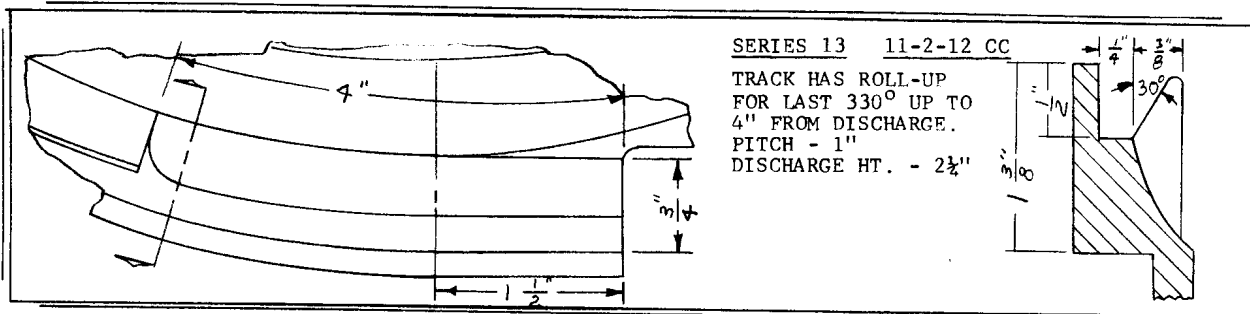 4"
3/4"
1 1/2"
SERIES 13 11-2-12 CC
TRACK HAS ROLL-UP
FOR LAST 330° UP TO
4" FROM DISCHARGE.
PITCH - 1"
DISCHARGE HT. - 2¼"
1/4" 3/8"
30°
1/2"
1 3/8"